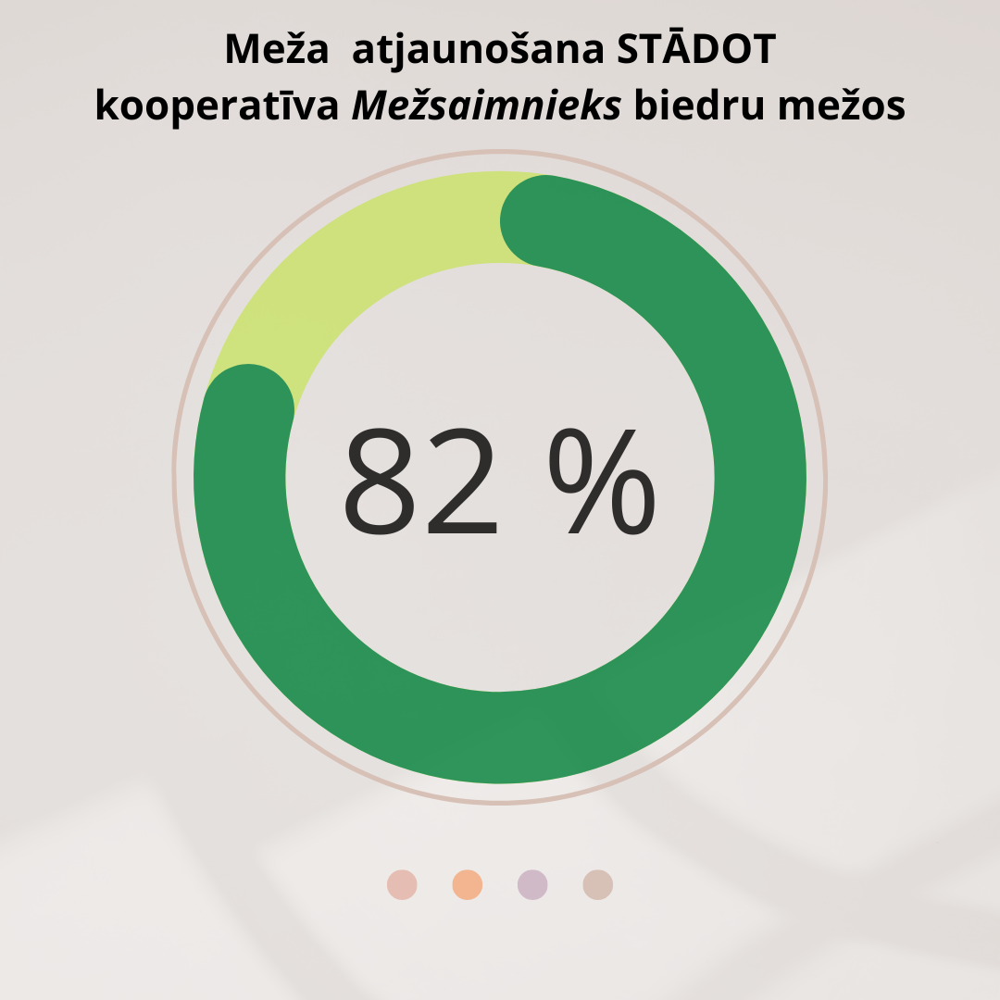 Meža atjaunošana STĀDOT
kooperatīva Mežsaimnieks biedru mežos
82 %